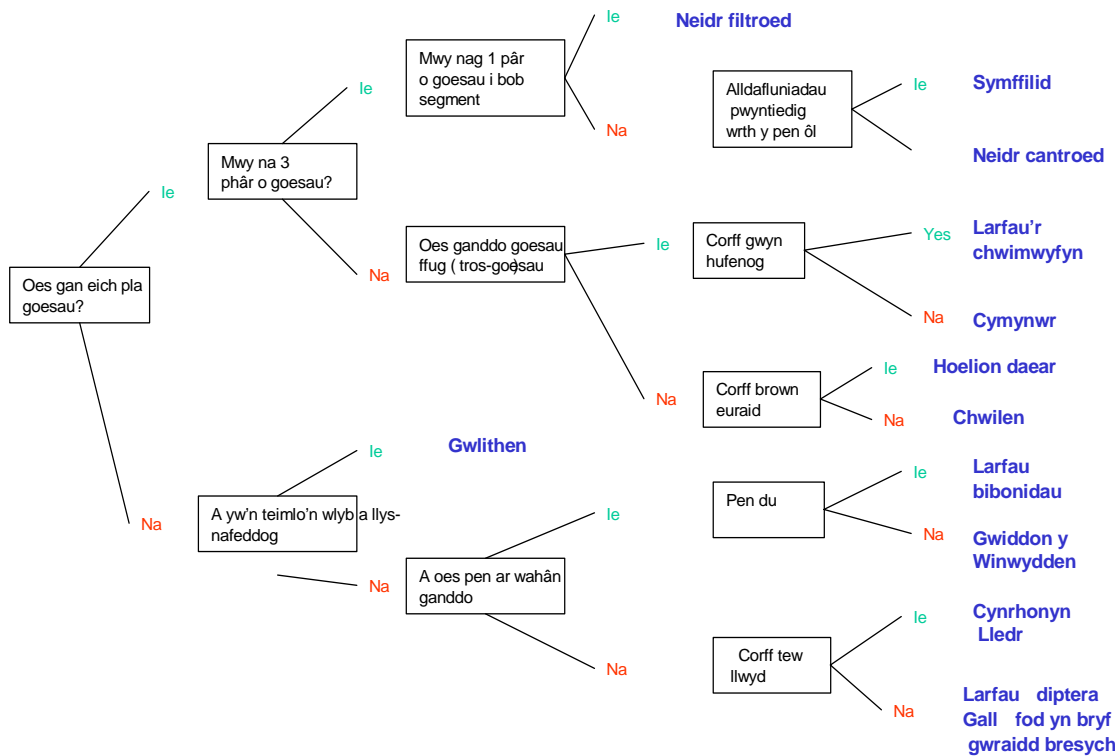 Oes gan eich pla
goesau?
Ie
Na
Mwy na 3
phâr o goesau?
Ie
Na
Mwy nag 1 pâr
o goesau i bob
segment
Ie
Neidr filtroed
Na
Alldafluniadau
pwyntiedig
wrth y pen ôl
Ie
Symffilid
Neidr cantroed
Oes ganddo goesau
ffug ( tros-goesau)
Ie
Na
Corff gwyn
hufenog
Yes
Larfau'r
chwimwyfyn
Na
Cymynwr
Corff brown
euraid
Ie
Hoelion daear
Na
Chwilen
A yw'n teimlo'n wlyb a llys-
nafeddog
Ie
Gwlithen
Na
A oes pen ar wahân
ganddo
Ie
Na
Pen du
Ie
Larfau
bibonidau
Na
Gwiddon y
Winwydden
Corff tew
llwyd
Ie
Cynrhonyn
Lledr
Na
Larfau diptera
Gall fod yn bryf
gwraidd bresych